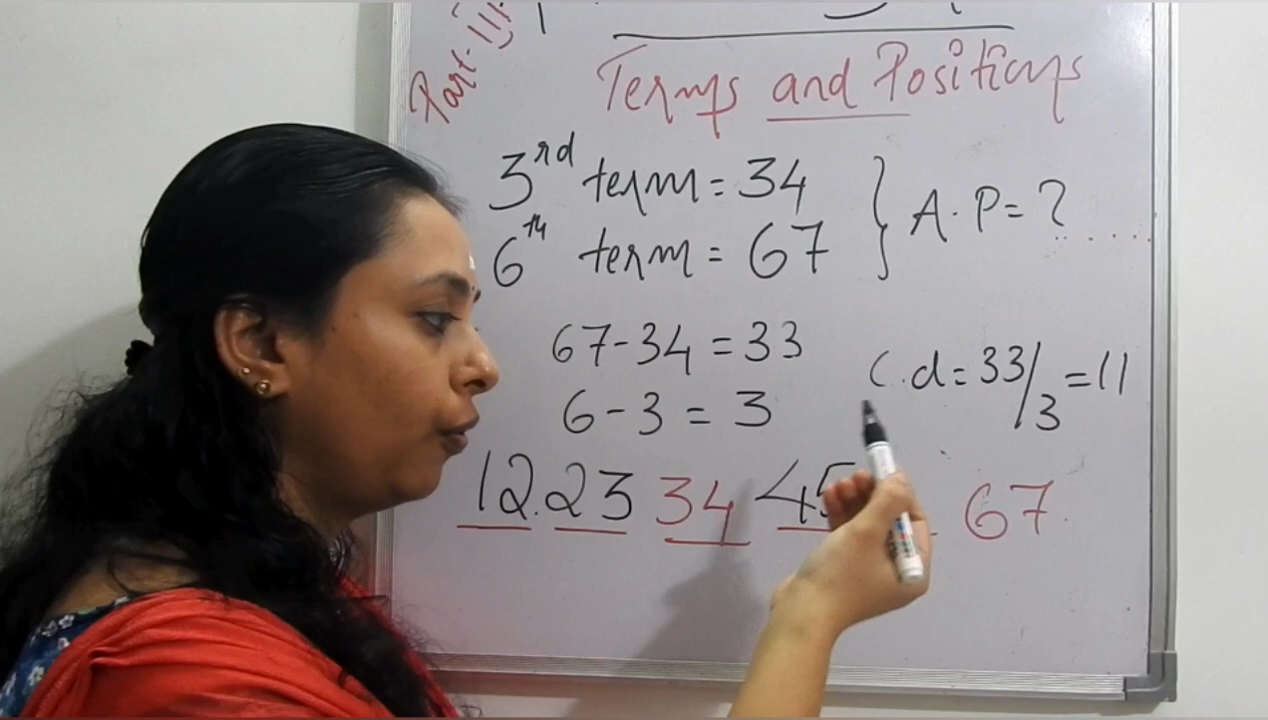 Part-III
Terms and Positions
3rd term = 34
6th term = 67
} A.P = ?
67-34 = 33
6-3 = 3
C.d = 33/3 = 11
12. 23 34 45 67